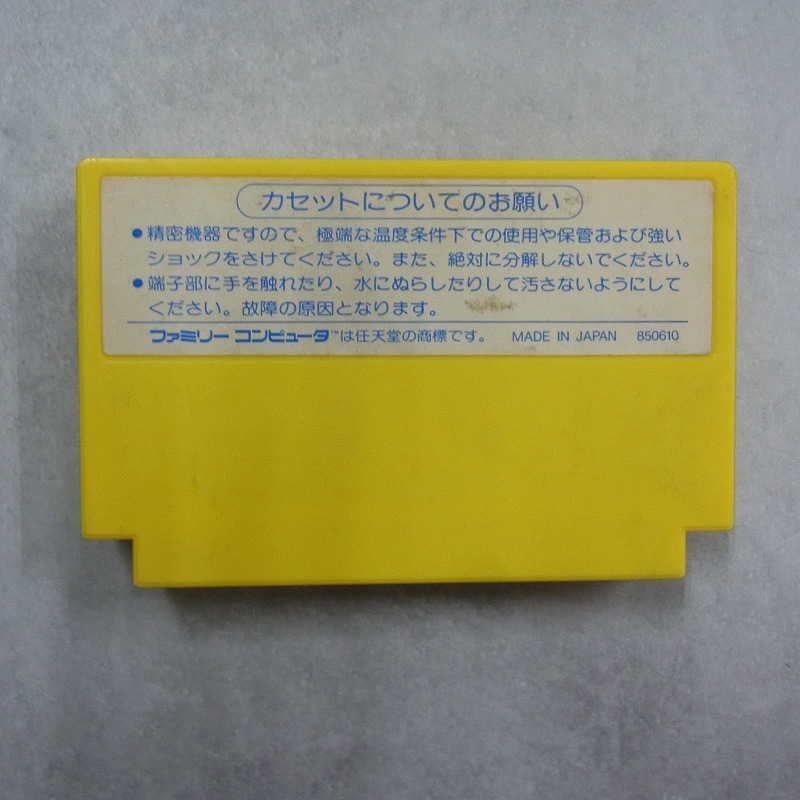 カセットについてのお願い
●精密機器ですので、極端な温度条件下での使用や保管および強い
ショックをさけてください。また、絶対に分解しないでください。
●端子部に手を触れたり、水にぬらしたりして汚さないようにして
ください。故障の原因となります。
ファミリーコンピュータ™は任天堂の商標です。 MADE IN JAPAN 850610